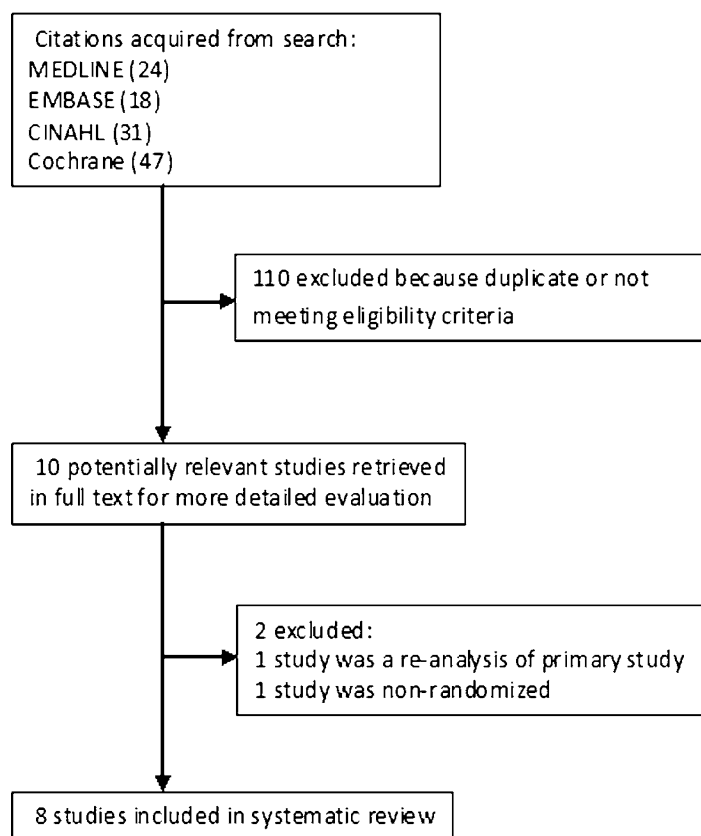 Citations acquired from search:
MEDLINE (24)
EMBASE (18)
CINAHL (31)
Cochrane (47)
110 excluded because duplicate or not
meeting eligibility criteria
10 potentially relevant studies retrieved
in full text for more detailed evaluation
2 excluded:
1 study was a re-analysis of primary study
1 study was non-randomized
8 studies included in systematic review